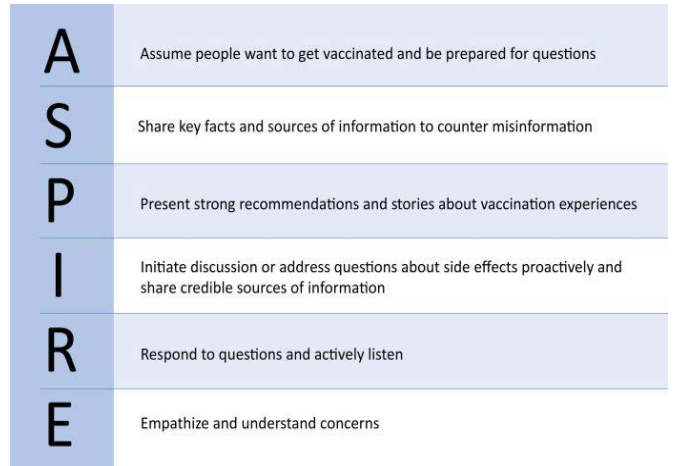 A
Assume people want to get vaccinated and be prepared for questions
S
Share key facts and sources of information to counter misinformation
P
Present strong recommendations and stories about vaccination experiences
I
Initiate discussion or address questions about side effects proactively and
share credible sources of information
R
Respond to questions and actively listen
E
Empathize and understand concerns